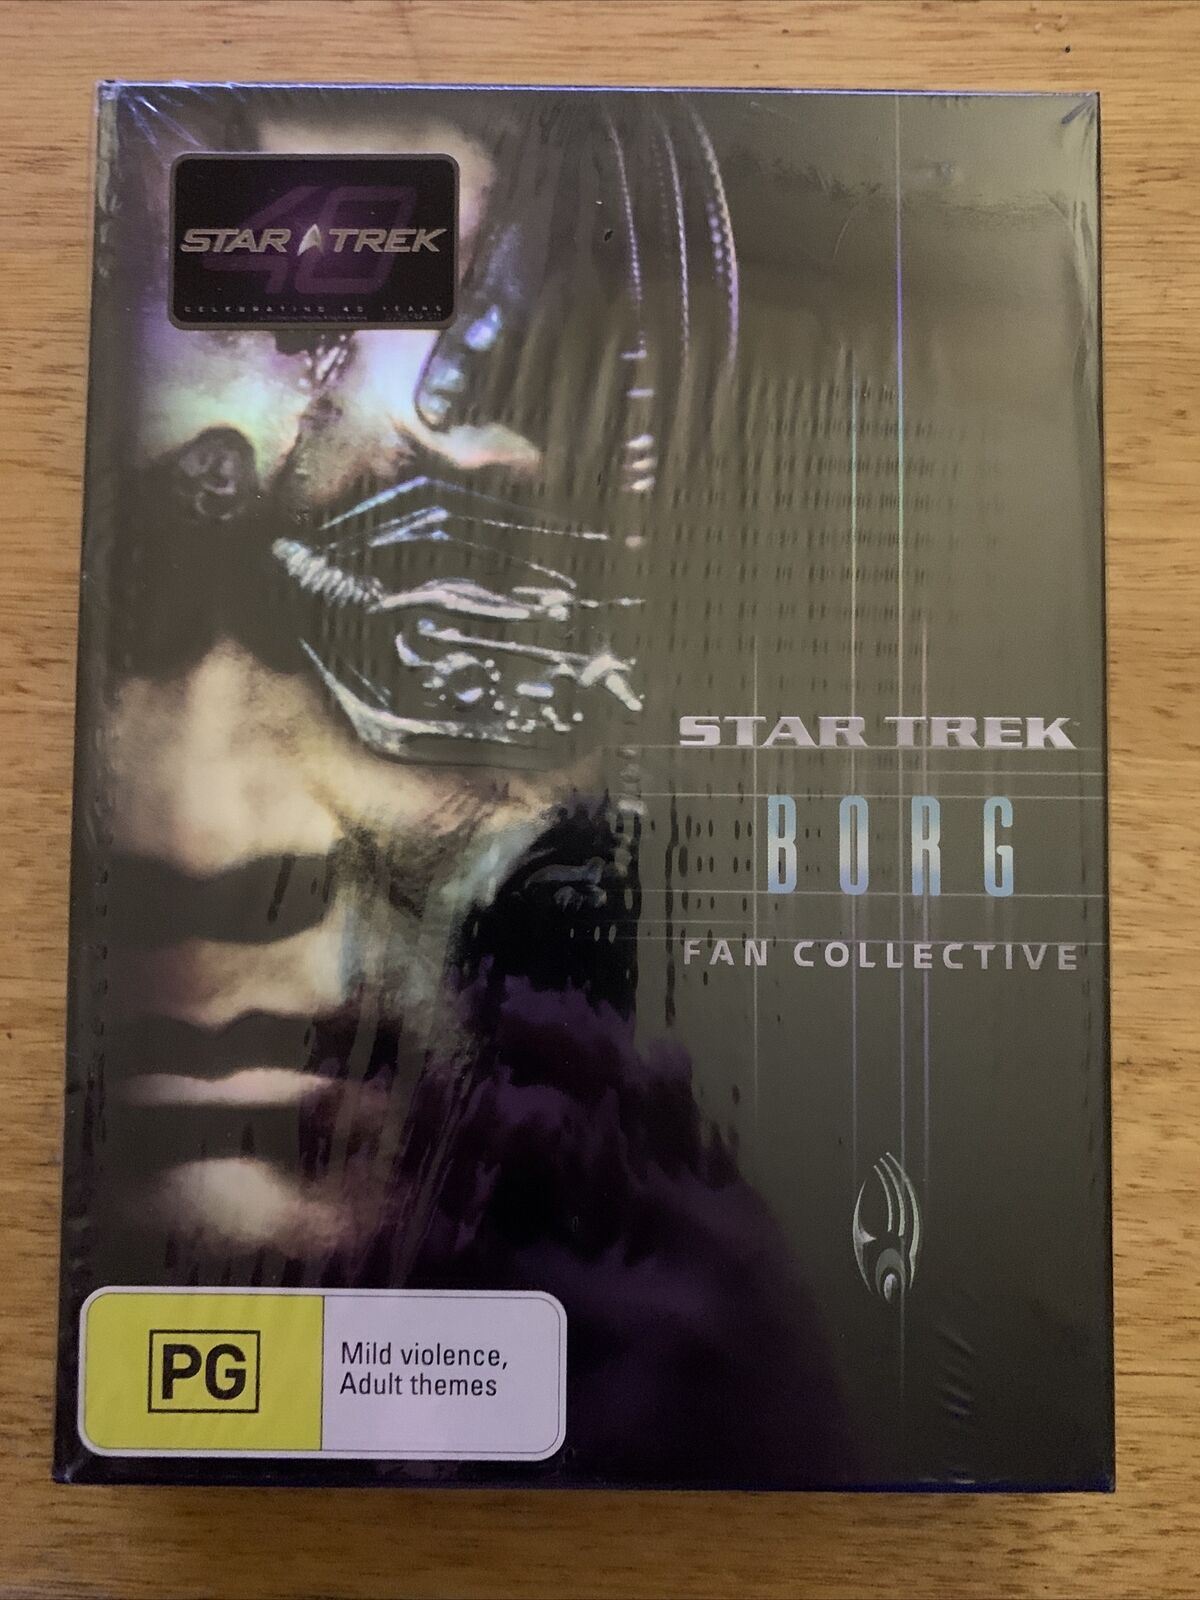 40
STAR TREK
CELEBRATING 40 YEARS
STAR TREK
BORG
FAN COLLECTIVE
PG
Mild violence,
Adult themes